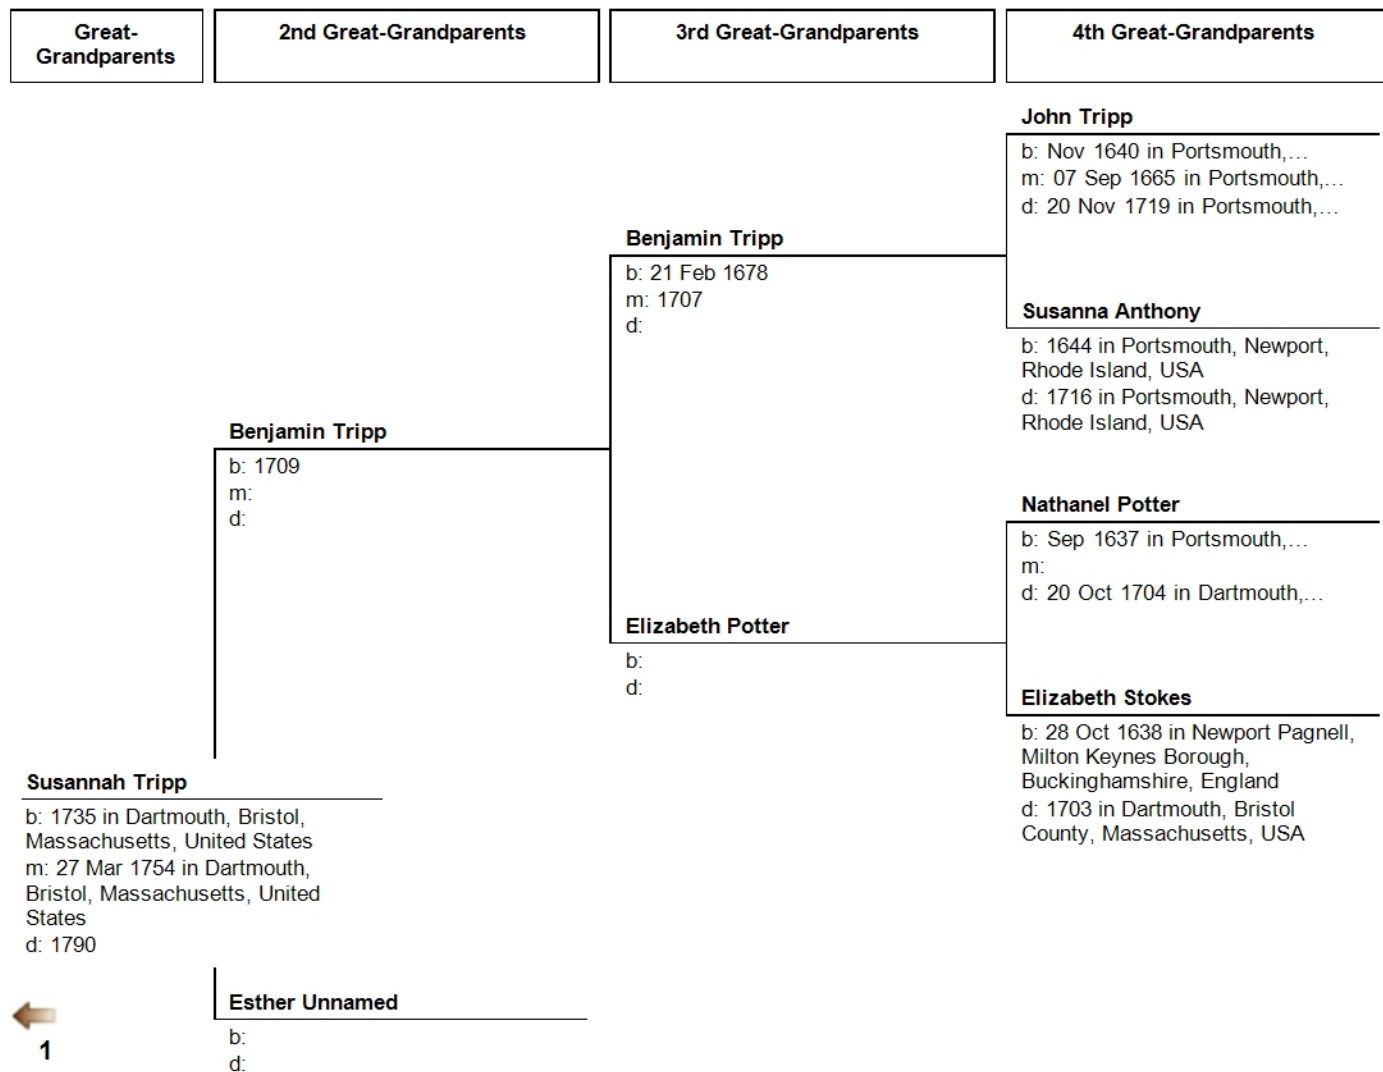 Great-
Grandparents
2nd Great-Grandparents
3rd Great-Grandparents
4th Great-Grandparents
John Tripp
b: Nov 1640 in Portsmouth,…
m: 07 Sep 1665 in Portsmouth,…
d: 20 Nov 1719 in Portsmouth,…
Benjamin Tripp
b: 21 Feb 1678
m: 1707
d:
Susanna Anthony
b: 1644 in Portsmouth, Newport,
Rhode Island, USA
d: 1716 in Portsmouth, Newport,
Rhode Island, USA
Benjamin Tripp
b: 1709
m:
d:
Nathanel Potter
b: Sep 1637 in Portsmouth,…
m:
d: 20 Oct 1704 in Dartmouth,…
Elizabeth Potter
b:
d:
Elizabeth Stokes
b: 28 Oct 1638 in Newport Pagnell,
Milton Keynes Borough,
Buckinghamshire, England
d: 1703 in Dartmouth, Bristol
County, Massachusetts, USA
Susannah Tripp
b: 1735 in Dartmouth, Bristol,
Massachusetts, United States
m: 27 Mar 1754 in Dartmouth,
Bristol, Massachusetts, United
States
d: 1790
Esther Unnamed
b:
d:
1